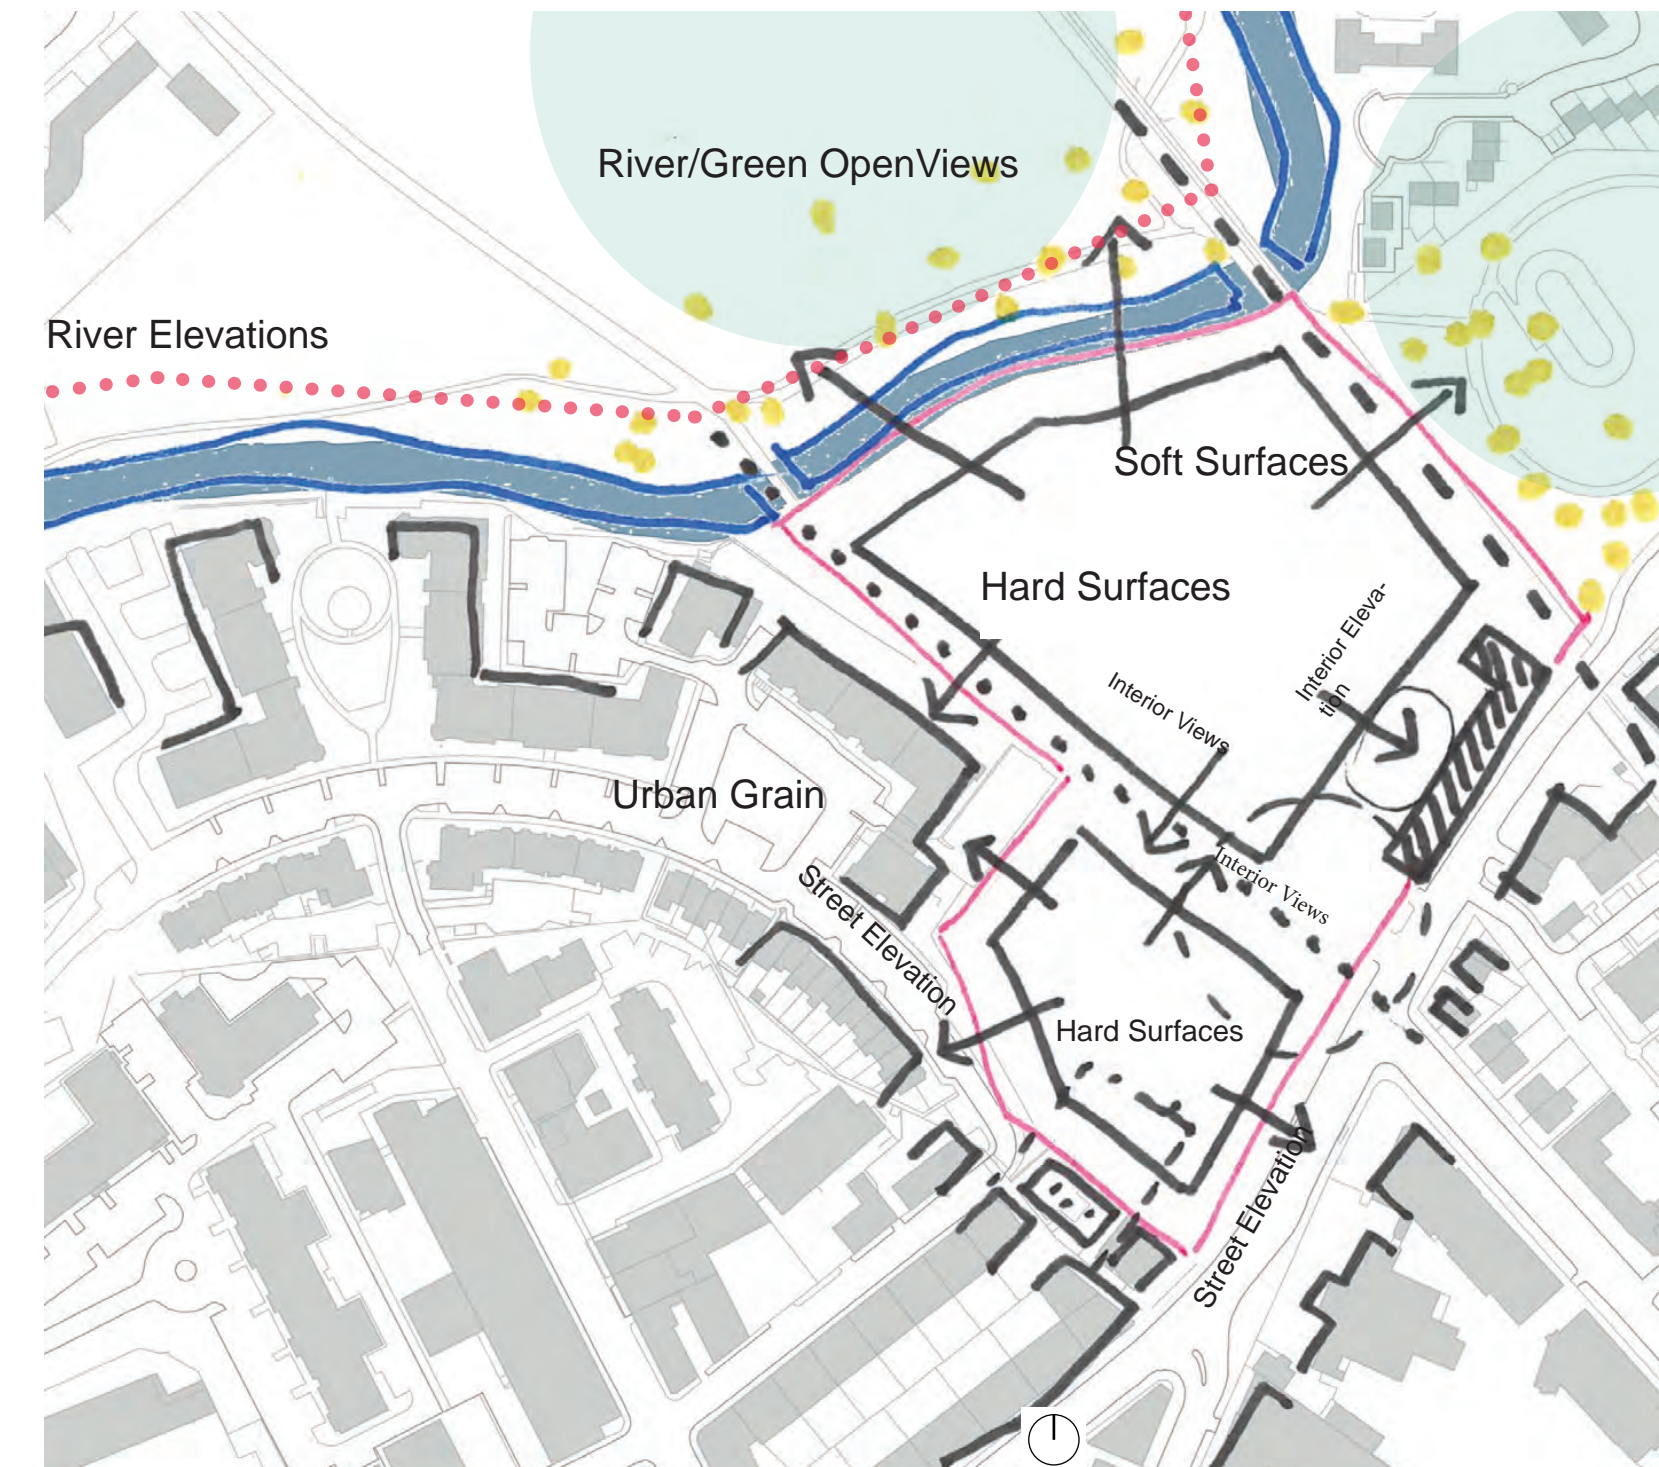 River/Green OpenViews
River Elevations
Soft Surfaces
Hard Surfaces
Interior Eleva-
tion
Interior Views
Urban Grain
Interior Views
Street Elevation
Hard Surfaces
Street Elevation